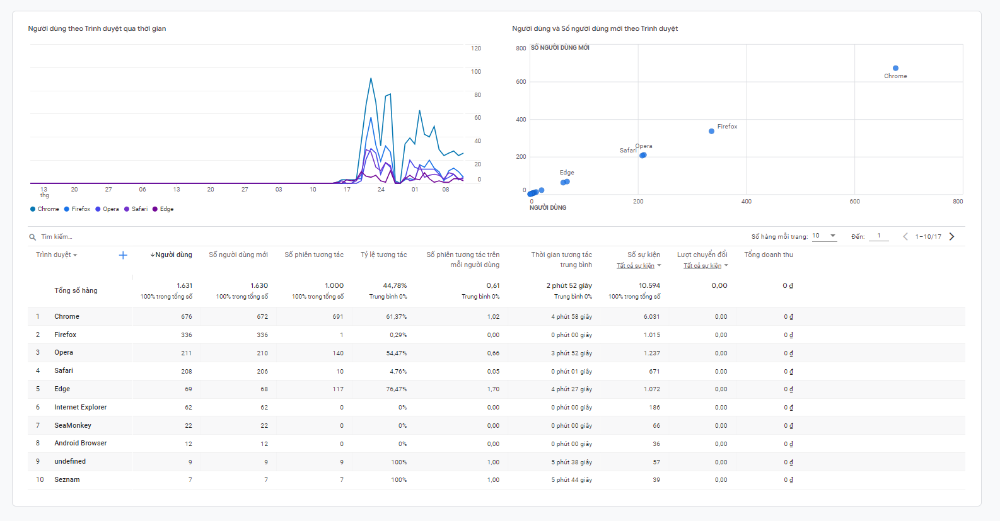 Người dùng theo Trình duyệt qua thời gian
120
100
80
60
40
20
0
13
thg
20
27
06
13
20
27
03
10
17
24
01
08
Chrome Firefox Opera Safari Edge
Người dùng và Số người dùng mới theo Trình duyệt
SỐ NGƯỜI DÙNG MỚI
800
600
400
200
0
Chrome
Firefox
Opera
Safari
Edge
0
200
400
600
800
NGƯỜI DÙNG
Tìm kiếm...
Số hàng mỗi trang: 10 Đến: 1 1–10/17
Trình duyệt + ↓Người dùng Số người dùng mới Số phiên tương tác Tỷ lệ tương tác Số phiên tương tác trên Thời gian tương tác Số sự kiện Lượt chuyển đổi Tổng doanh thu
mỗi người dùng trung bình Tất cả sự kiện Tất cả sự kiện
Tổng số hàng 1.631 1.630 1.000 44,78% 0,61 2 phút 52 giây 10.594 0,00 0 ₫
100% trong tổng số 100% trong tổng số 100% trong tổng số Trung bình 0% Trung bình 0% Trung bình 0% 100% trong tổng số
1 Chrome 676 672 691 61,37% 1,02 4 phút 58 giây 6.031 0,00 0 ₫
2 Firefox 336 336 1 0,29% 0,00 0 phút 00 giây 1.015 0,00 0 ₫
3 Opera 211 210 140 54,47% 0,66 3 phút 52 giây 1.237 0,00 0 ₫
4 Safari 208 206 10 4,76% 0,05 0 phút 01 giây 671 0,00 0 ₫
5 Edge 69 68 117 76,47% 1,70 4 phút 27 giây 1.072 0,00 0 ₫
6 Internet Explorer 62 62 0 0% 0,00 0 phút 00 giây 186 0,00 0 ₫
7 SeaMonkey 22 22 0 0% 0,00 0 phút 00 giây 66 0,00 0 ₫
8 Android Browser 12 12 0 0% 0,00 0 phút 00 giây 36 0,00 0 ₫
9 undefined 9 9 9 100% 1,00 5 phút 38 giây 57 0,00 0 ₫
10 Seznam 7 7 7 100% 1,00 5 phút 44 giây 39 0,00 0 ₫